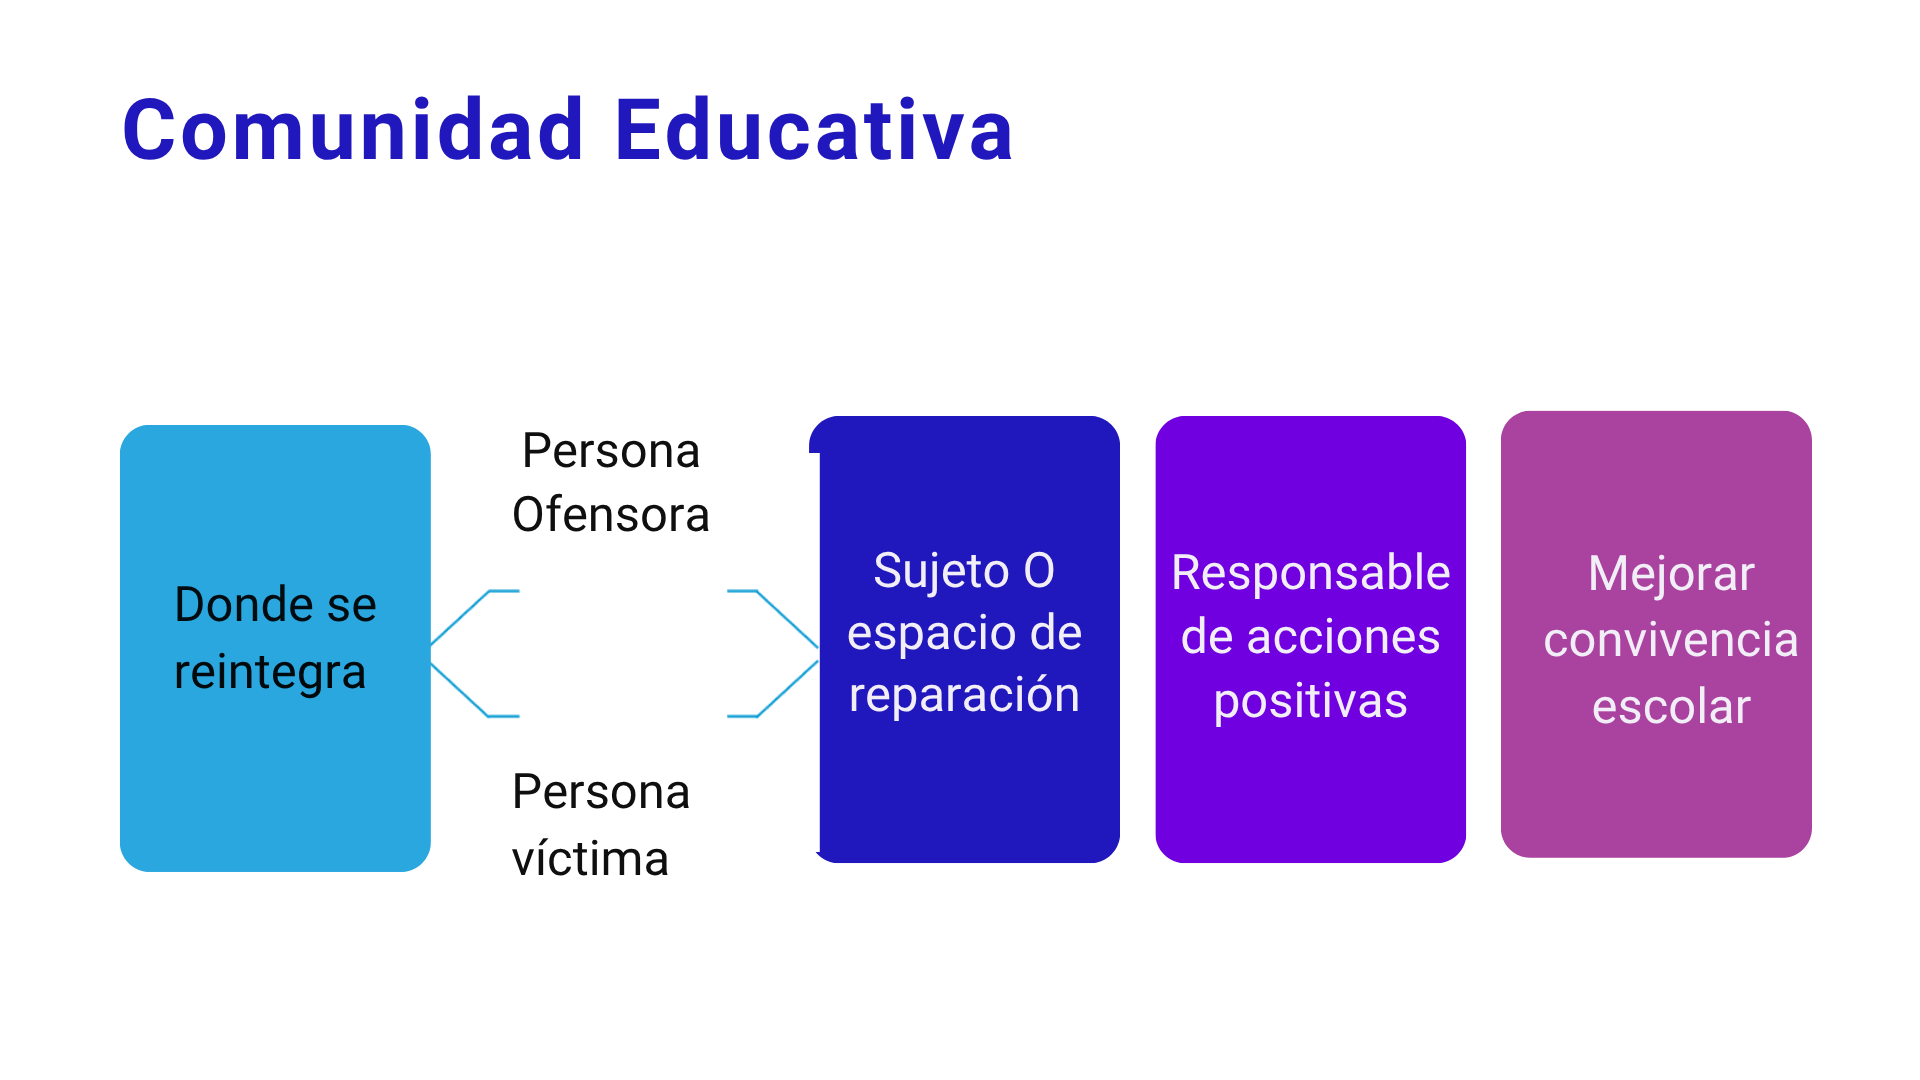 Comunidad Educativa
Donde se
reintegra
Persona
Ofensora
Persona
víctima
Sujeto O
espacio de
reparación
Responsable
de acciones
positivas
Mejorar
convivencia
escolar